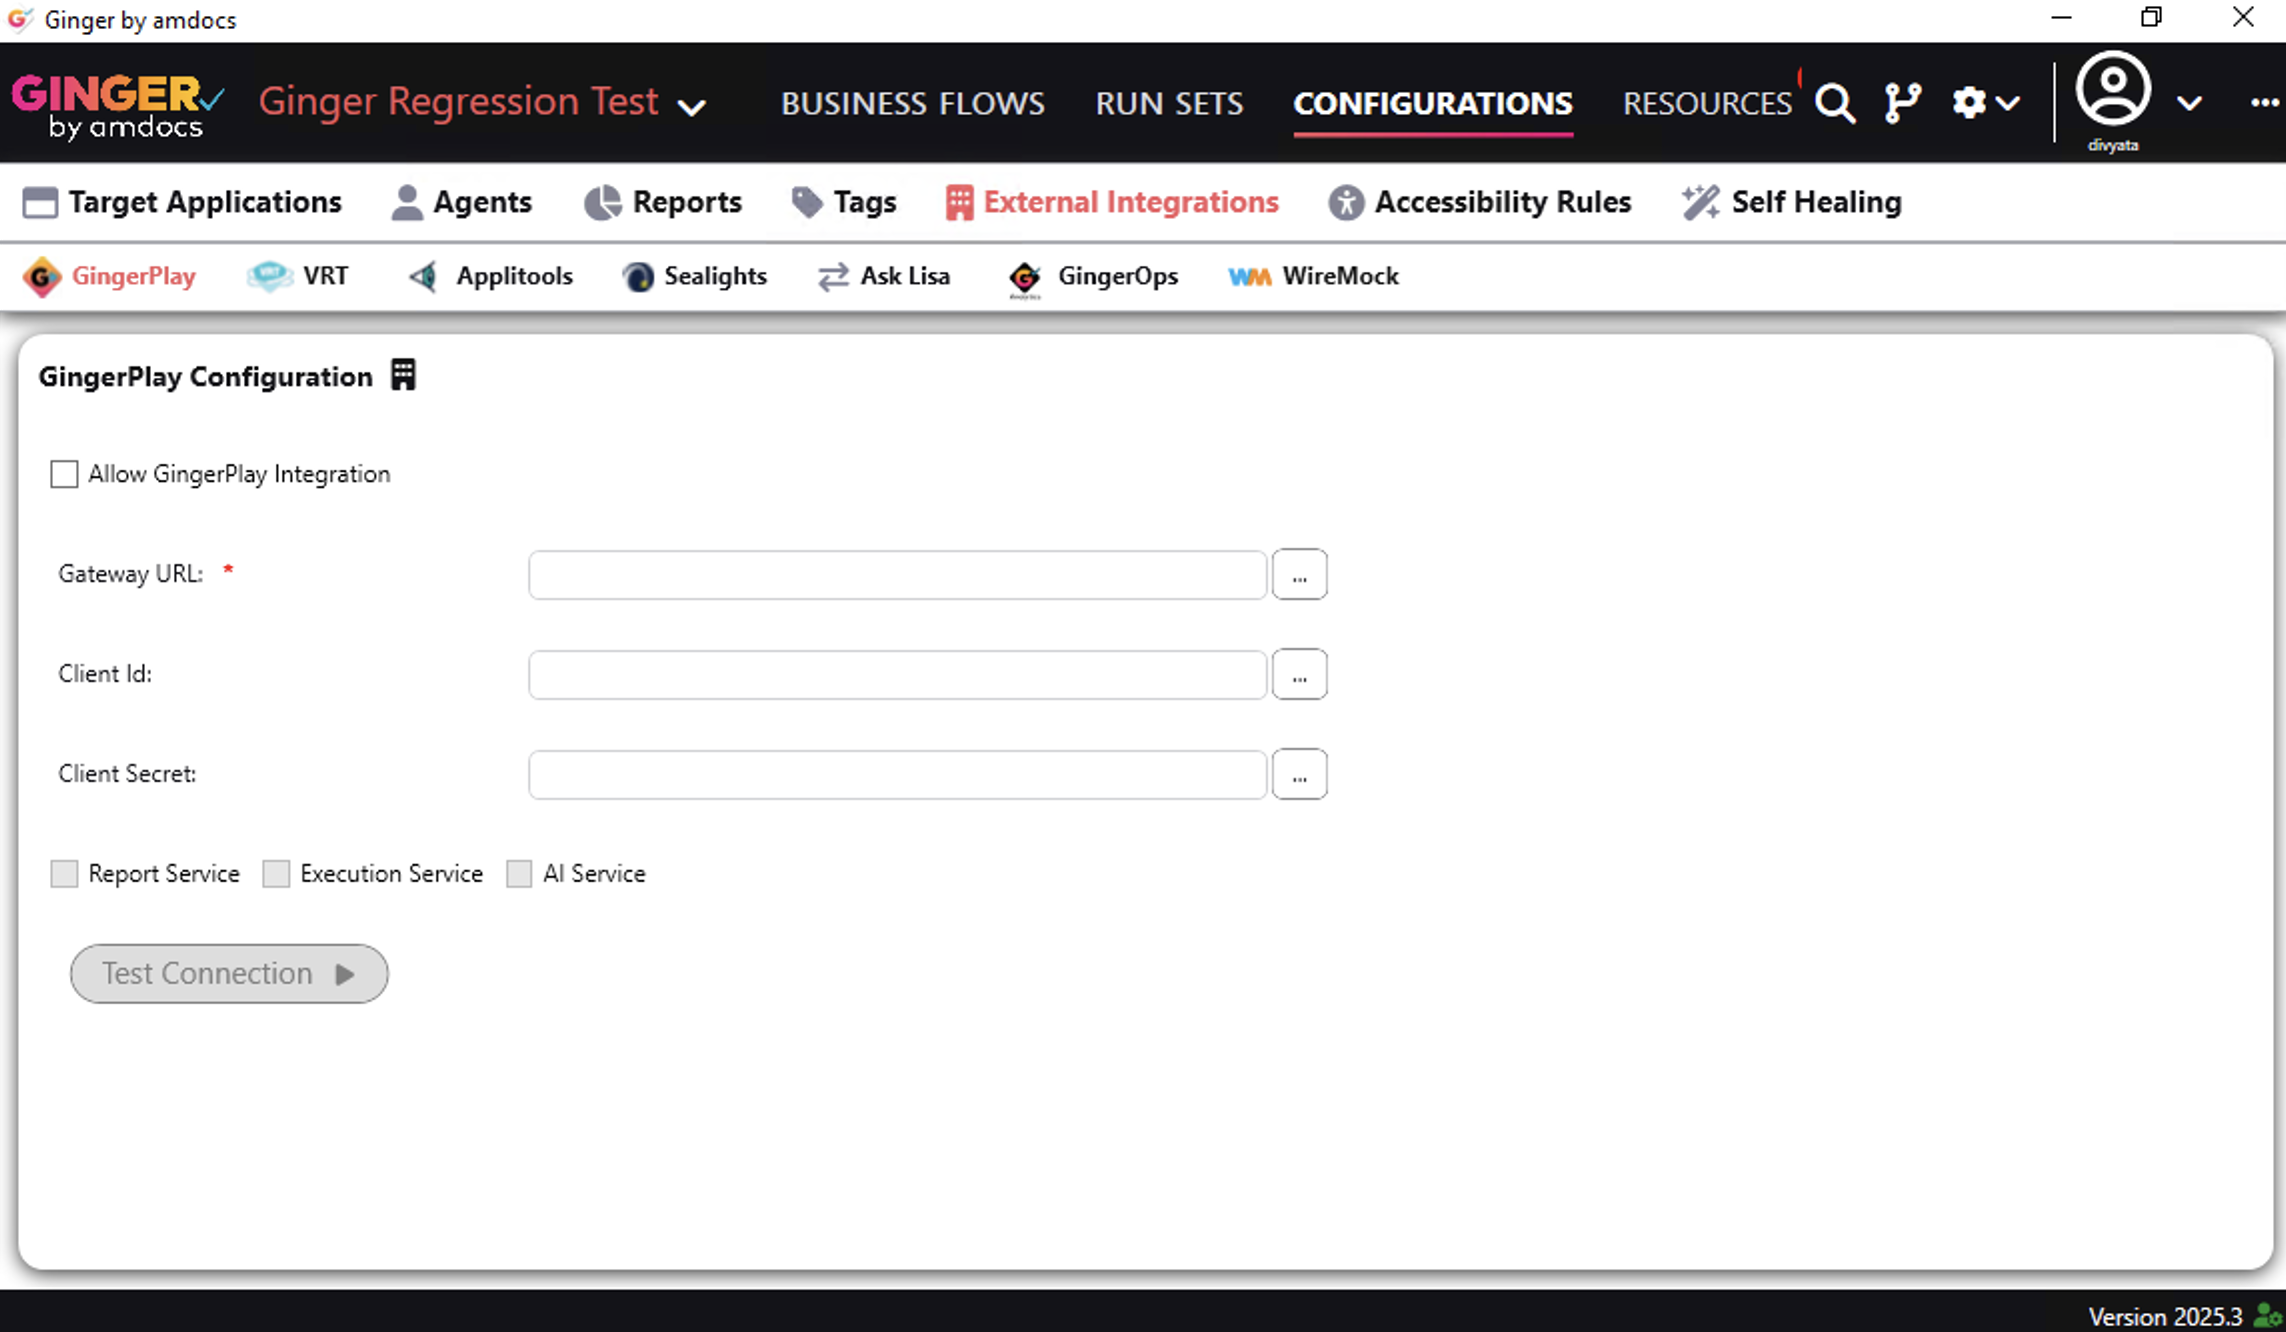 Ginger by amdocs
GINGER by amdocs
Ginger Regression Test
BUSINESS FLOWS RUN SETS CONFIGURATIONS RESOURCES
divyata
Target Applications Agents Reports Tags External Integrations Accessibility Rules Self Healing
GingerPlay VRT Applitools Sealights Ask Lisa GingerOps WireMock
GingerPlay Configuration
Allow GingerPlay Integration
Gateway URL: *
...
Client Id:
...
Client Secret:
...
Report Service Execution Service AI Service
Test Connection
Version 2025.3